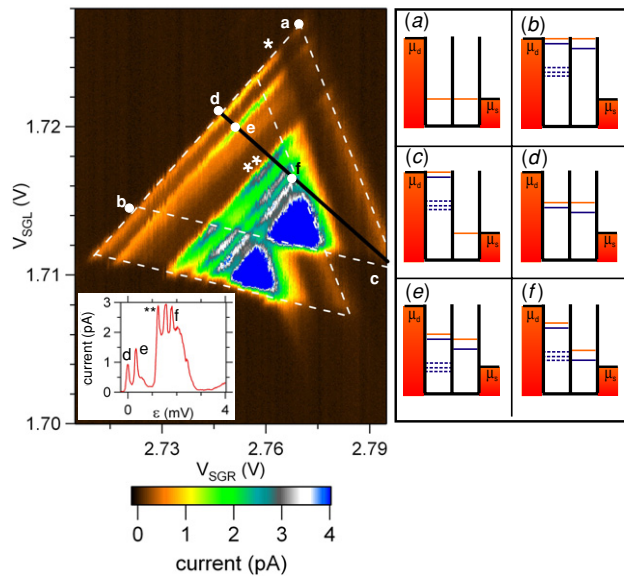 a
*
d
e
**
f
b
c
1.72
1.71
1.70
V_SGL (V)
2.73
2.76
2.79
V_SGR (V)
3
2
1
0
current (pA)
**
f
d
e
0
4
ε (mV)
0
1
2
3
4
current (pA)
(a)
μ_d
μ_s
(b)
μ_d
μ_s
(c)
μ_d
μ_s
(d)
μ_d
μ_s
(e)
μ_d
μ_s
(f)
μ_d
μ_s